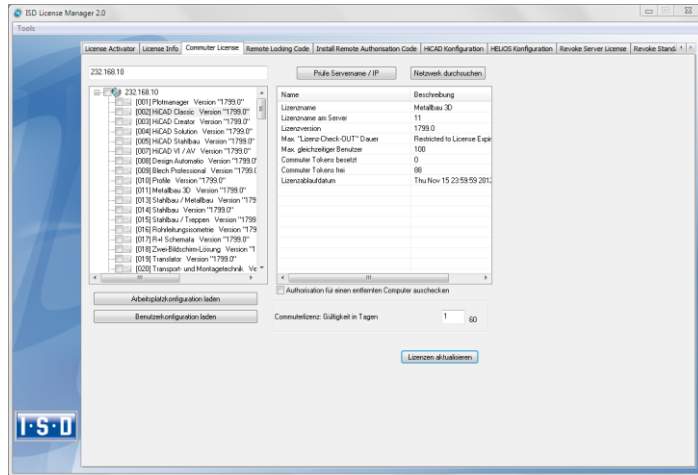 ISD License Manager 2.0
Tools
License Activator License Info Commuter License Remote Locking Code Install Remote Authorisation Code HiCAD Konfiguration HELiOS Konfiguration Revoke Server License Revoke Stand
232.168.10 Prüfe Servername / IP Netzwerk durchsuchen
232.168.10
[001] Plotmanager Version "1799.0"
[002] HiCAD Classic Version "1799.0"
[003] HiCAD Creator Version "1799.0"
[004] HiCAD Solution Version "1799.0"
[005] HiCAD Stahlbau Version "1799.0"
[007] HiCAD VI / AV Version "1799.0"
[008] Design Automatio Version "1799.0"
[009] Blech Professional Version "1799.0
[010] Profile Version "1799.0"
[011] Metallbau 3D Version "1799.0"
[013] Stahlbau / Metallbau Version "179
[014] Stahlbau Version "1799.0"
[015] Stahlbau / Treppen Version "1799
[016] Rohrleitungsisometrie Version "179
[017] R+I Schemata Version "1799.0"
[018] Zwei-Bildschirm-Lösung Version "1
[019] Translator Version "1799.0"
[020] Transport- und Montagetechnik Ve
Name Beschreibung
Lizenzname Metallbau 3D
Lizenzname am Server 11
Lizenzversion 1799.0
Max. "Lizenz-Check-OUT" Dauer Restricted to License Expir
Max. gleichzeitiger Benutzer 100
Commuter Tokens besetzt 0
Commuter Tokens frei 88
Lizenzablaufdatum Thu Nov 15 23:59:59 2012
Authorisation für einen entfernten Computer auschecken
Arbeitsplatzkonfiguration laden
Benutzerkonfiguration laden
Commuterlizenz: Gültigkeit in Tagen 1 60
Lizenzen aktualisieren
I·S·D